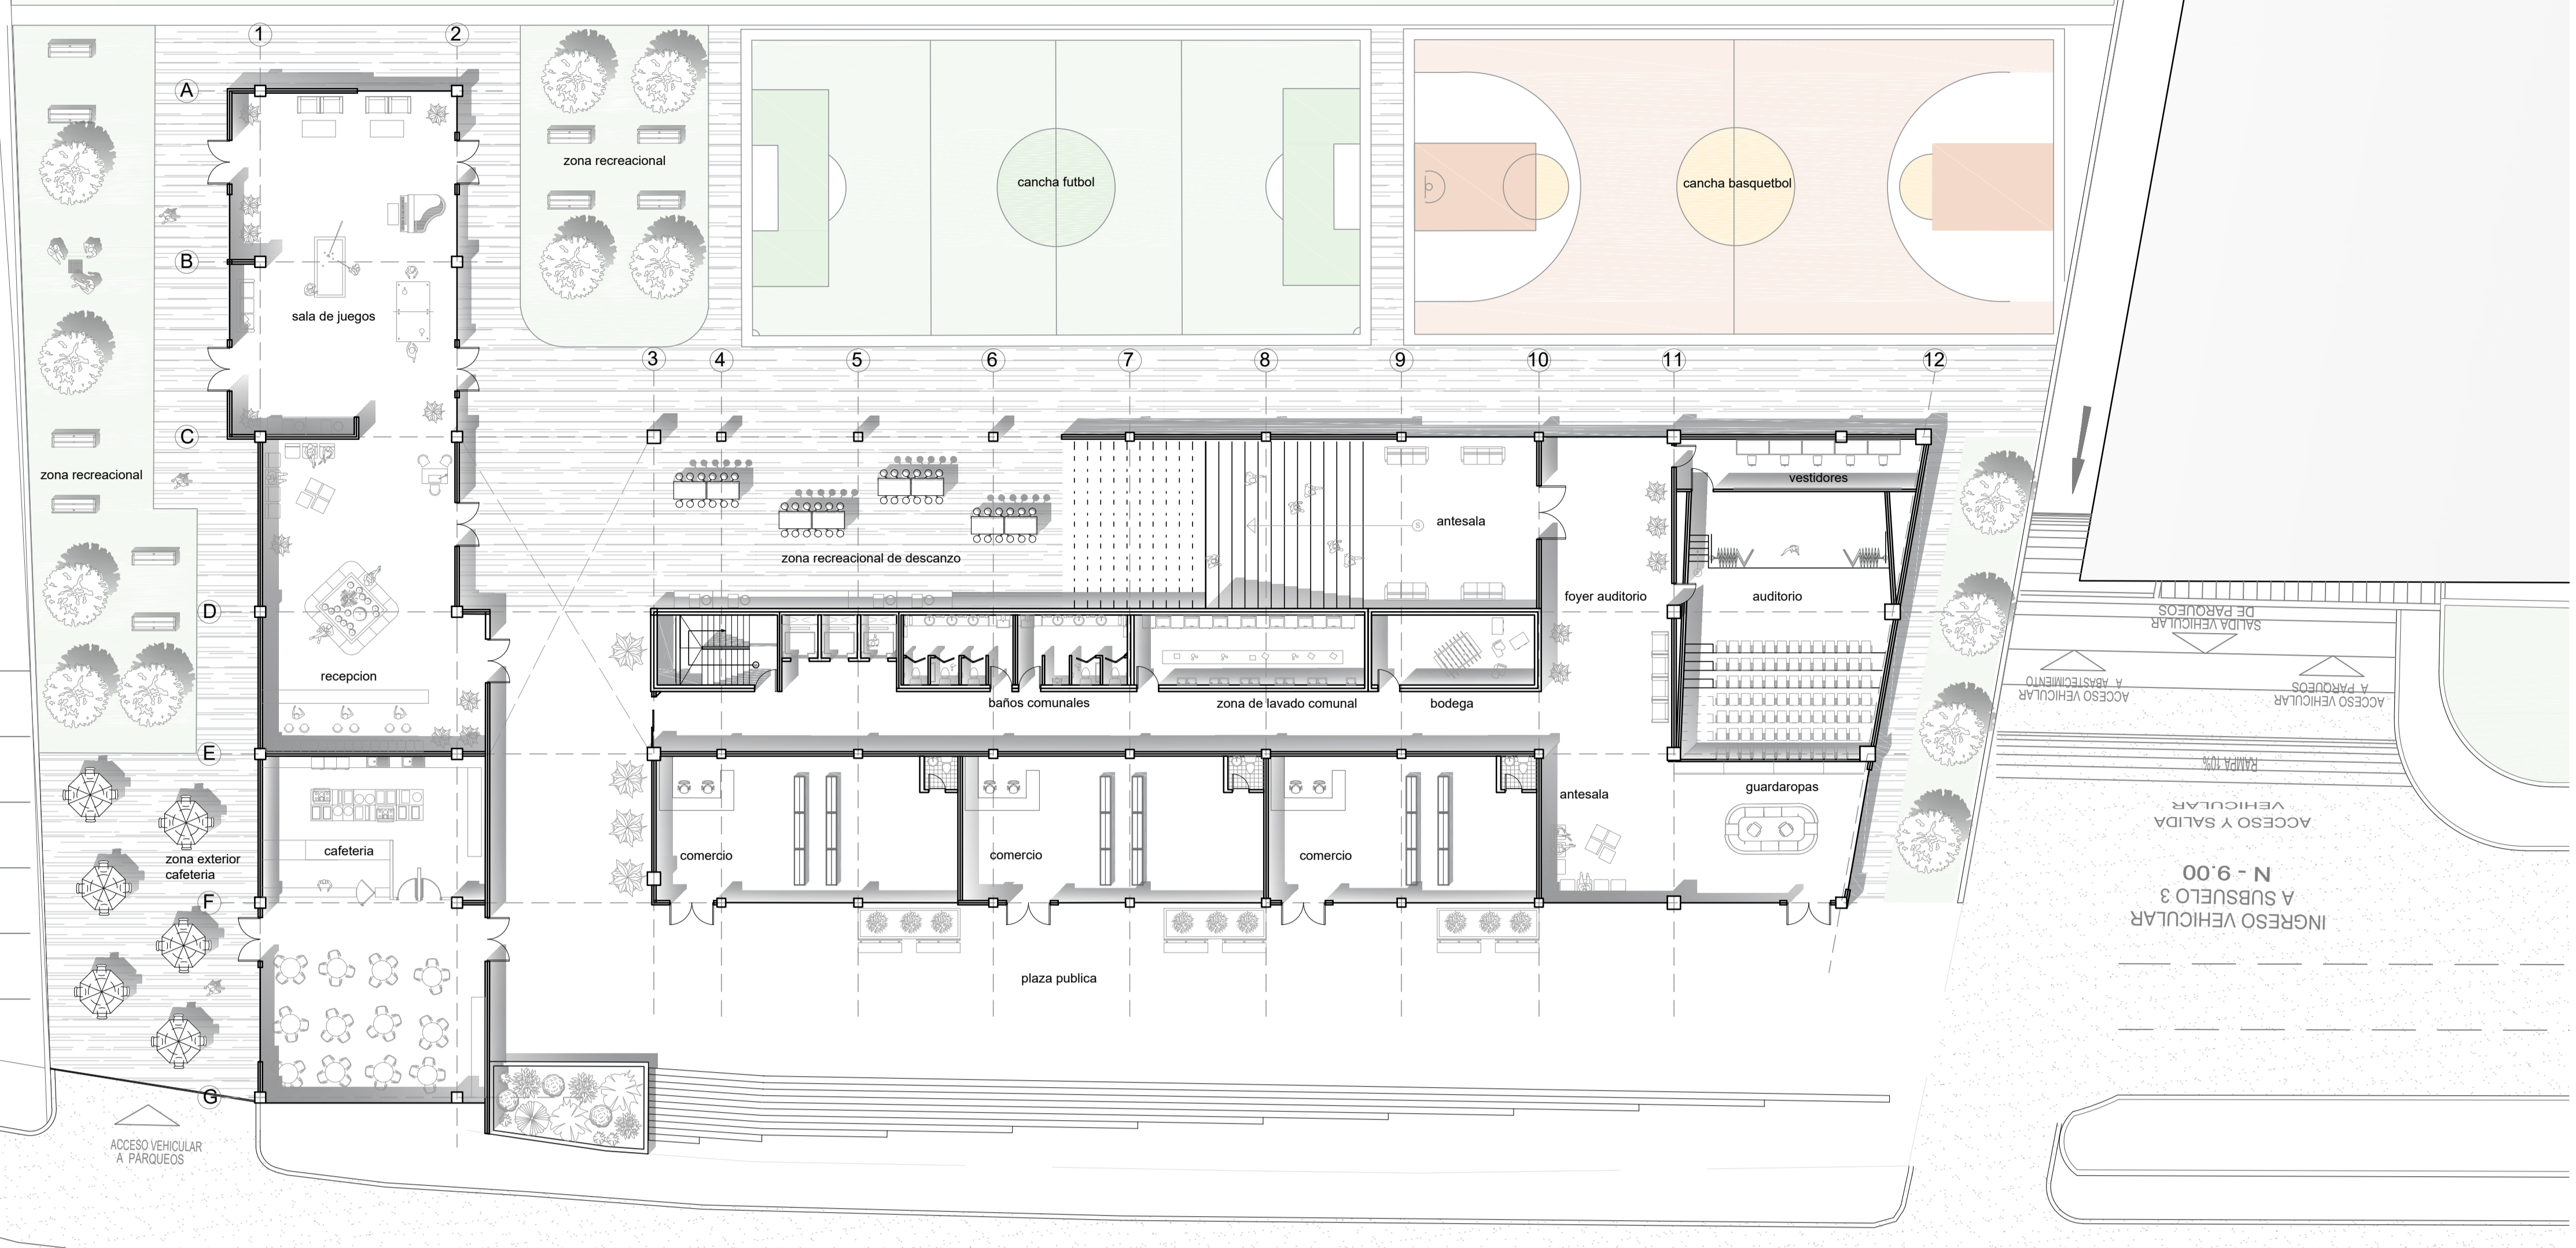 1
2
A
zona recreacional
cancha futbol
cancha basquetbol
B
sala de juegos
3
4
5
6
7
8
9
10
11
12
C
zona recreacional
vestidores
antesala
S
zona recreacional de descanzo
D
foyer auditorio
auditorio
SALIDA VEHICULAR
DE PARQUEOS
recepcion
ACCESO VEHICULAR
A ABASTECIMIENTO
ACCESO VEHICULAR
A PARQUEOS
baños comunales
zona de lavado comunal
bodega
E
RAMPA 10%
guardaropas
antesala
ACCESO Y SALIDA
VEHICULAR
cafeteria
zona exterior
cafeteria
comercio
comercio
comercio
F
INGRESO VEHICULAR
A SUBSUELO 3
N - 9.00
plaza publica
G
ACCESO VEHICULAR
A PARQUEOS